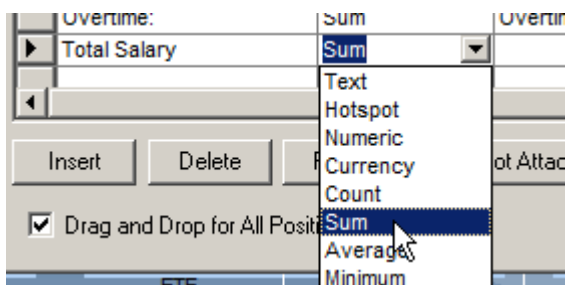 Overtime: Sum Overtin
Total Salary Sum
Text
Hotspot
Numeric
Insert Delete Currency ot Attac
Count
Drag and Drop for All Positi Sum
Average
Minimum